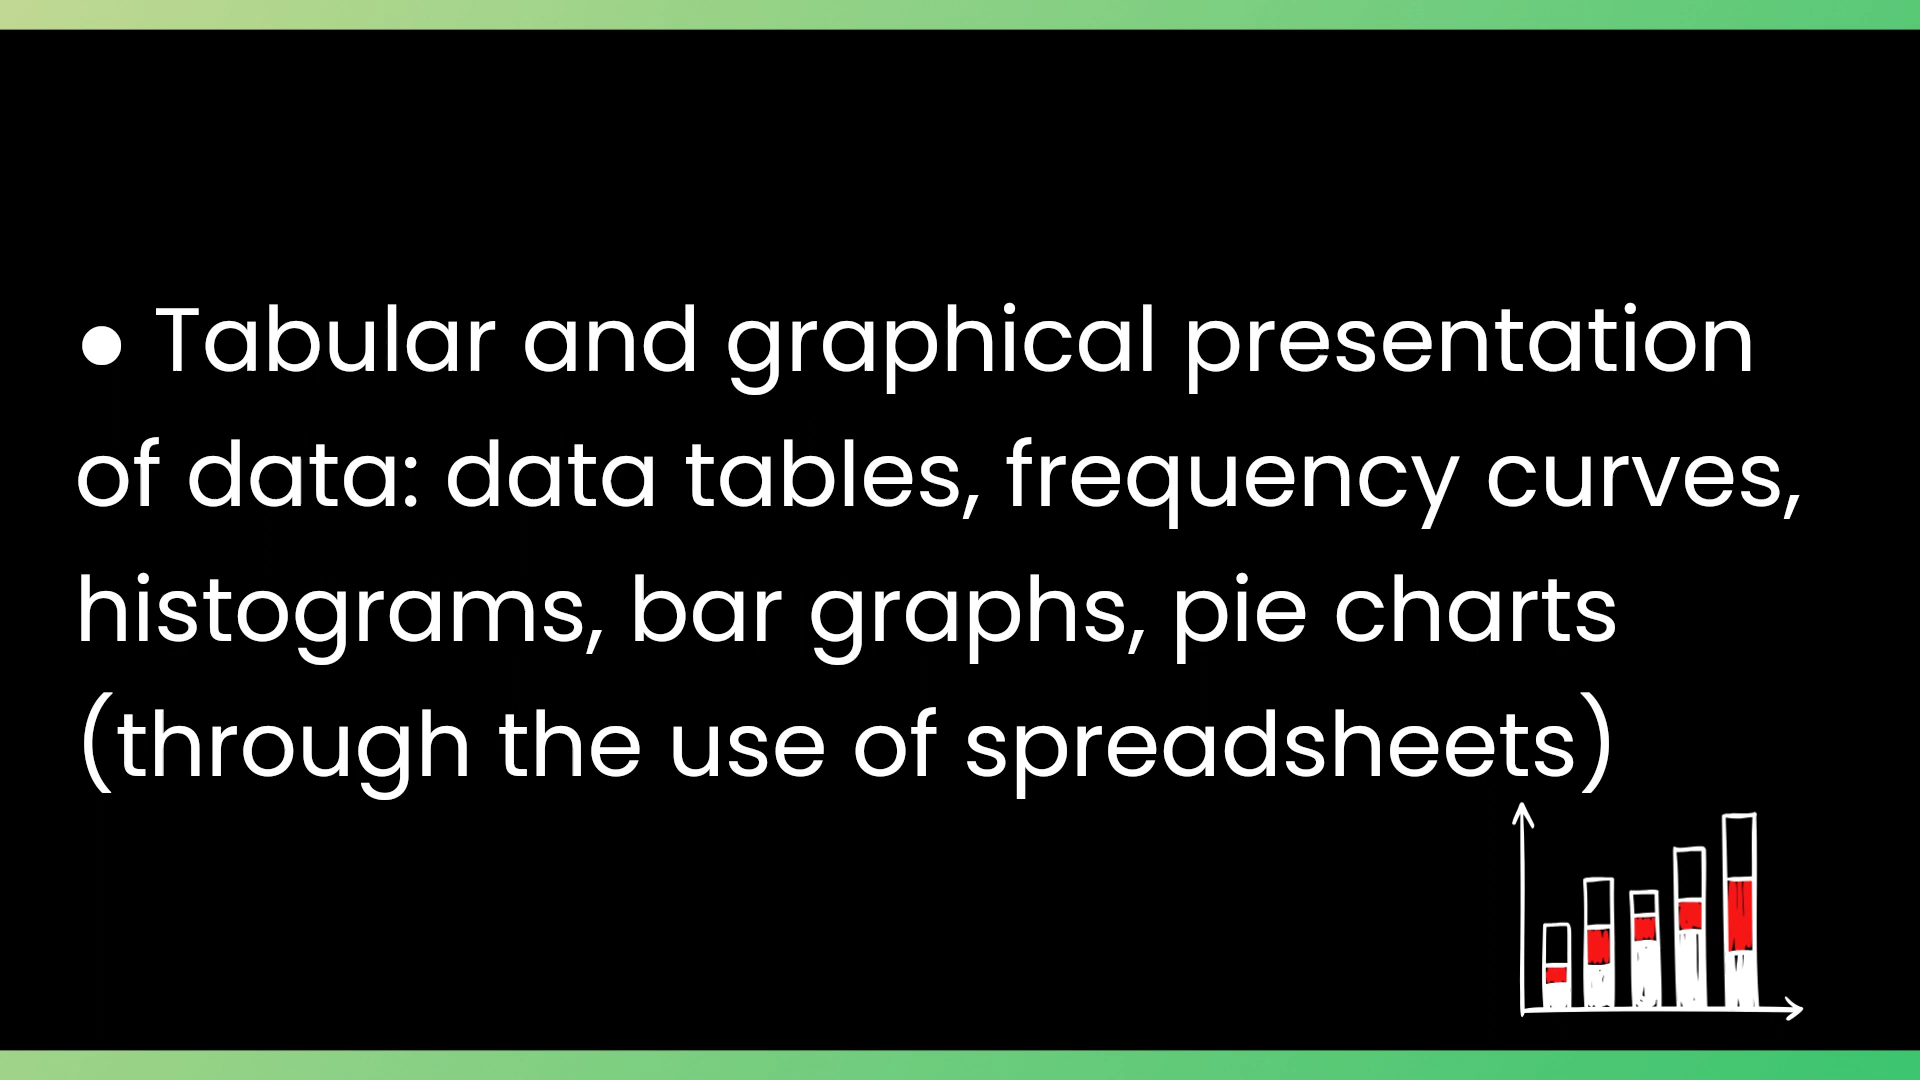 ● Tabular and graphical presentation
of data: data tables, frequency curves,
histograms, bar graphs, pie charts
(through the use of spreadsheets)